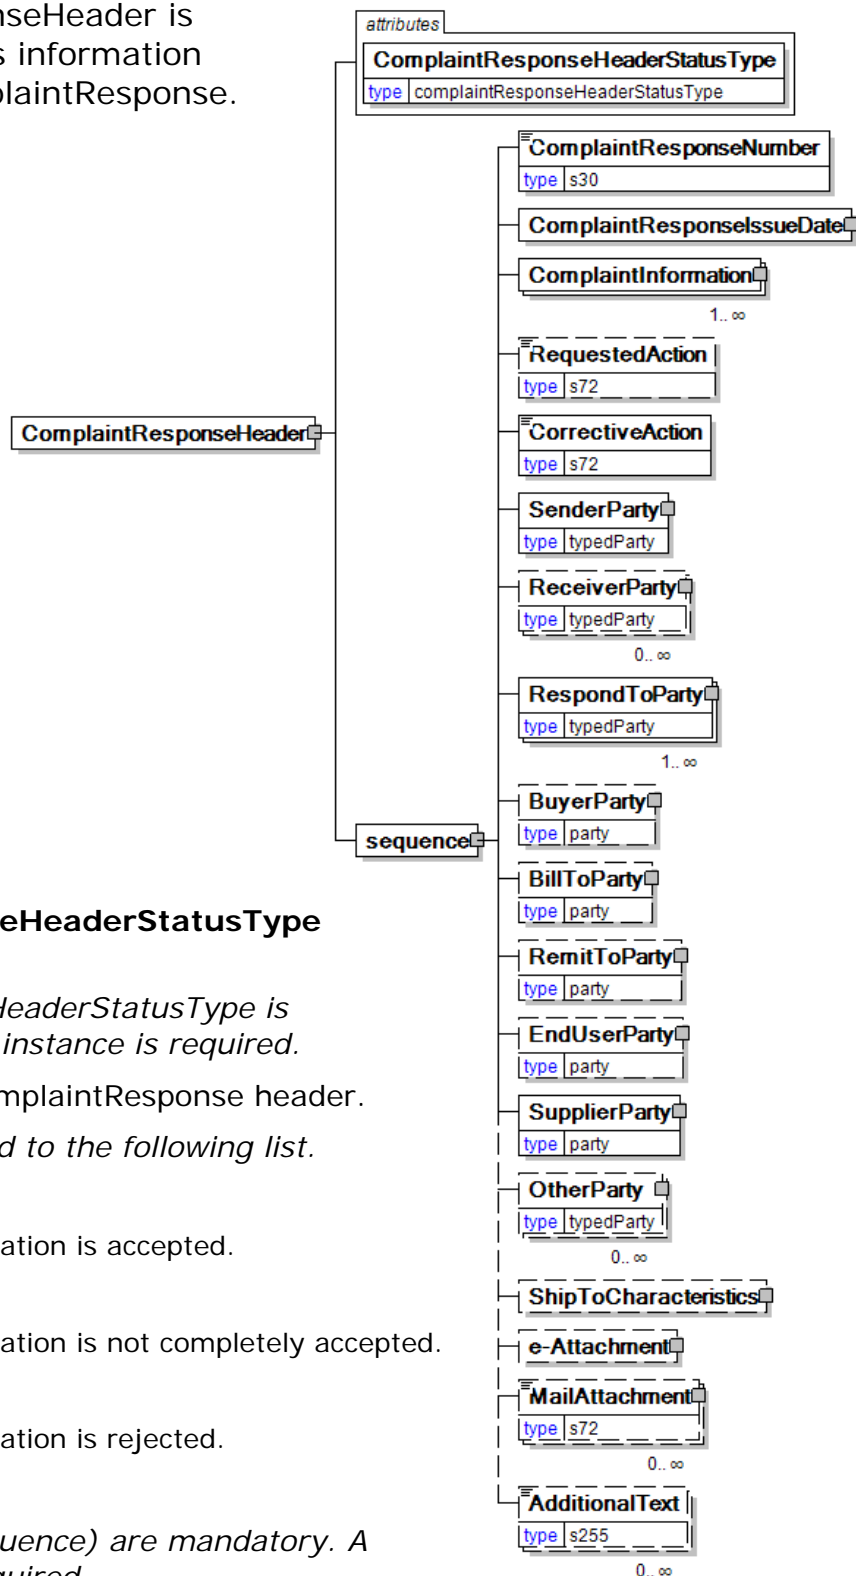 nseHeader is
s information
plaintResponse.
attributes
ComplaintResponseHeaderStatusType
type complaintResponseHeaderStatusType
ComplaintResponseNumber
type s30
ComplaintResponseIssueDate
ComplaintInformation
1..∞
RequestedAction
type s72
ComplaintResponseHeader
CorrectiveAction
type s72
SenderParty
type typedParty
ReceiverParty
type typedParty
0..∞
RespondToParty
type typedParty
1..∞
sequence
BuyerParty
type party
BillToParty
type party
RemitToParty
type party
EndUserParty
type party
SupplierParty
type party
OtherParty
type typedParty
0..∞
ShipToCharacteristics
e-Attachment
MailAttachment
type s72
0..∞
AdditionalText
type s255
0..∞
eHeaderStatusType
HeaderStatusType is
instance is required.
mplaintResponse header.
d to the following list.
ation is accepted.
ation is not completely accepted.
ation is rejected.
uence) are mandatory. A
quired.